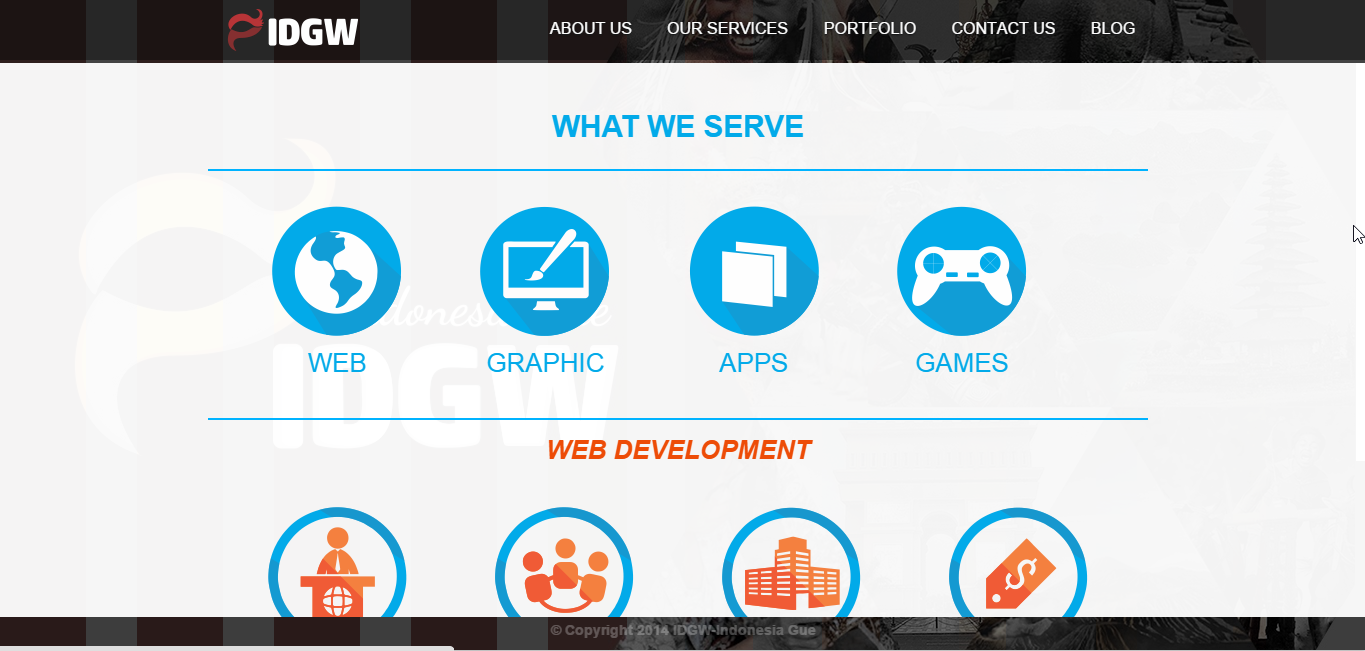 IDGW
ABOUT US OUR SERVICES PORTFOLIO CONTACT US BLOG
WHAT WE SERVE
WEB GRAPHIC APPS GAMES
IDGW
WEB DEVELOPMENT
© Copyright 2014 IDGW-Indonesia Gue